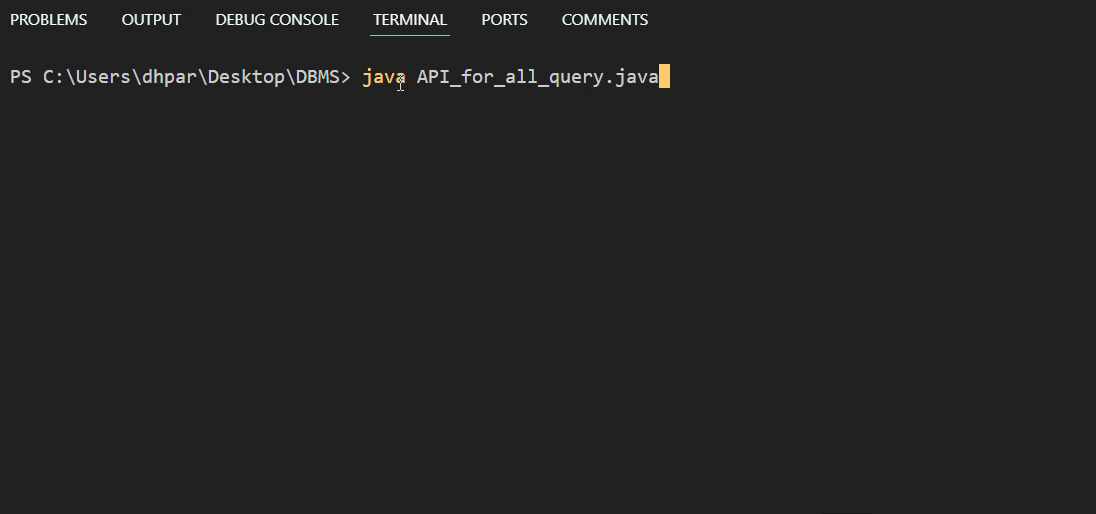 PROBLEMS OUTPUT DEBUG CONSOLE TERMINAL PORTS COMMENTS
PS C:\Users\dhpar\Desktop\DBMS> java API_for_all_query.java